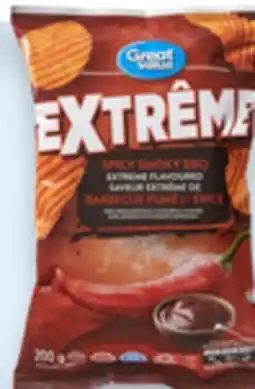 Great
Value
EXTRÊME
SPICY SMOKY BBQ
EXTREME FLAVOURED
SAVEUR EXTRÊME DE
BARBECUE FUMÉ ET ÉPICÉ
200 g